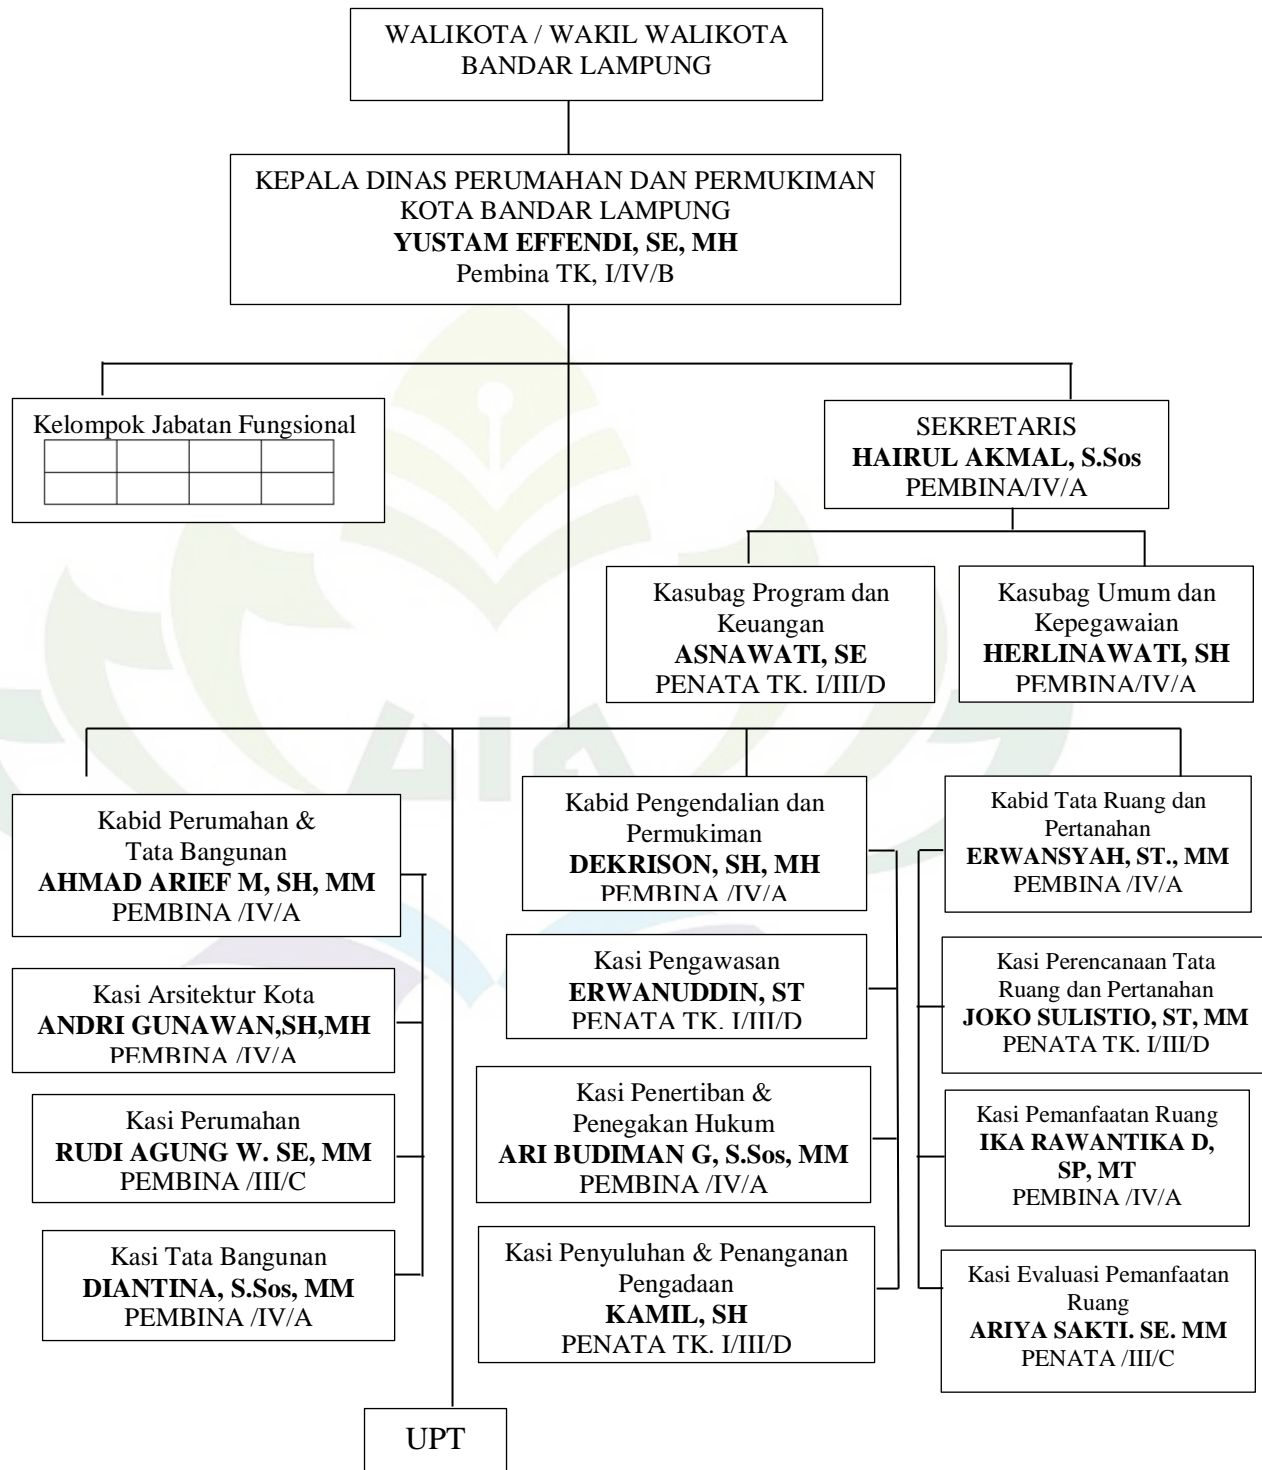 WALIKOTA / WAKIL WALIKOTA
BANDAR LAMPUNG
KEPALA DINAS PERUMAHAN DAN PERMUKIMAN
KOTA BANDAR LAMPUNG
YUSTAM EFFENDI, SE, MH
Pembina TK, I/IV/B
Kelompok Jabatan Fungsional
SEKRETARIS
HAIRUL AKMAL, S.Sos
PEMBINA/IV/A
Kasubag Program dan
Keuangan
ASNAWATI, SE
PENATA TK. I/III/D
Kasubag Umum dan
Kepegawaian
HERLINAWATI, SH
PEMBINA/IV/A
Kabid Perumahan &
Tata Bangunan
AHMAD ARIEF M, SH, MM
PEMBINA /IV/A
Kasi Arsitektur Kota
ANDRI GUNAWAN,SH,MH
PEMBINA /IV/A
Kasi Perumahan
RUDI AGUNG W. SE, MM
PEMBINA /III/C
Kasi Tata Bangunan
DIANTINA, S.Sos, MM
PEMBINA /IV/A
Kabid Pengendalian dan
Permukiman
DEKRISON, SH, MH
PEMBINA /IV/A
Kasi Pengawasan
ERWANUDDIN, ST
PENATA TK. I/III/D
Kasi Penertiban &
Penegakan Hukum
ARI BUDIMAN G, S.Sos, MM
PEMBINA /IV/A
Kasi Penyuluhan & Penanganan
Pengadaan
KAMIL, SH
PENATA TK. I/III/D
Kabid Tata Ruang dan
Pertanahan
ERWANSYAH, ST., MM
PEMBINA /IV/A
Kasi Perencanaan Tata
Ruang dan Pertanahan
JOKO SULISTIO, ST, MM
PENATA TK. I/III/D
Kasi Pemanfaatan Ruang
IKA RAWANTIKA D,
SP, MT
PEMBINA /IV/A
Kasi Evaluasi Pemanfaatan
Ruang
ARIYA SAKTI. SE. MM
PENATA /III/C
UPT